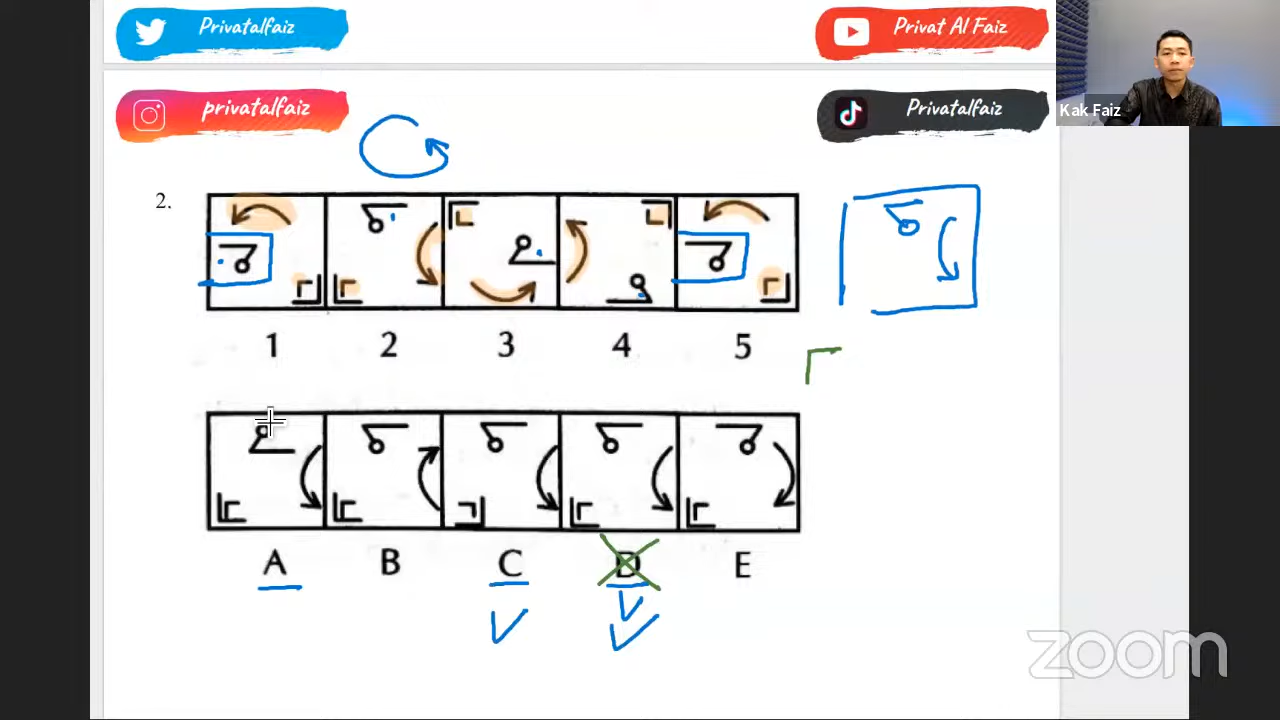 Privatalfaiz
Privat Al Faiz
Kak Faiz
privatalfaiz
Privatalfaiz
2.
1 2 3 4 5
A B C D E
zoom